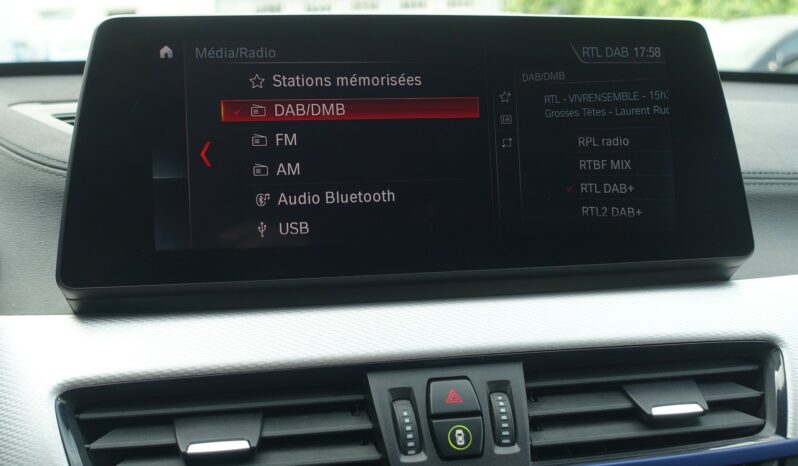 Média/Radio
RTL DAB 17:58
Stations mémorisées
DAB/DMB
FM
AM
Audio Bluetooth
USB
DAB/DMB
RTL - VIVRENSEMBLE - 15h
Grosses Têtes - Laurent Ruc
RPL radio
RTBF MIX
RTL DAB+
RTL2 DAB+